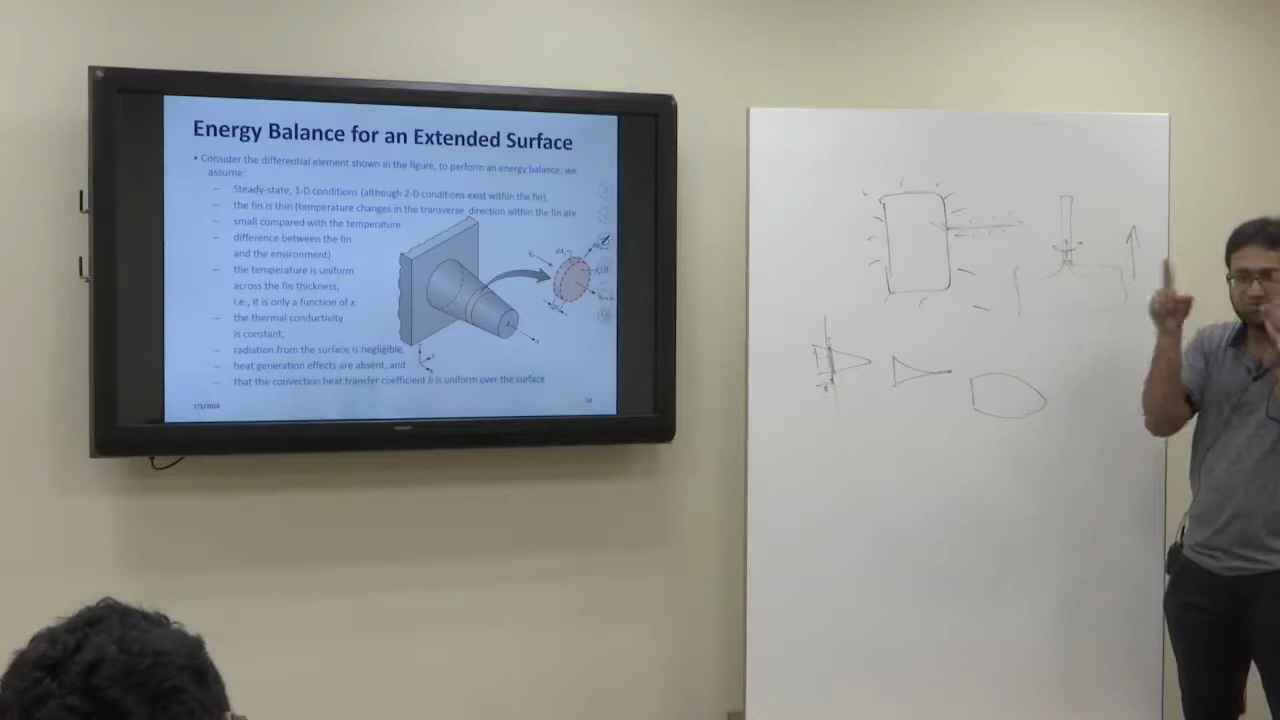 Energy Balance for an Extended Surface
• Consider the differential element shown in the figure, to perform an energy balance, we
assume:
– Steady-state, 1-D conditions (although 2-D conditions exist within the fin),
– the fin is thin (temperature changes in the transverse direction within the fin are
– small compared with the temperature
– difference between the fin
and the environment)
– the temperature is uniform
across the fin thickness,
i.e., it is only a function of x.
– the thermal conductivity
is constant,
– radiation from the surface is negligible,
– heat generation effects are absent, and
– that the convection heat transfer coefficient h is uniform over the surface